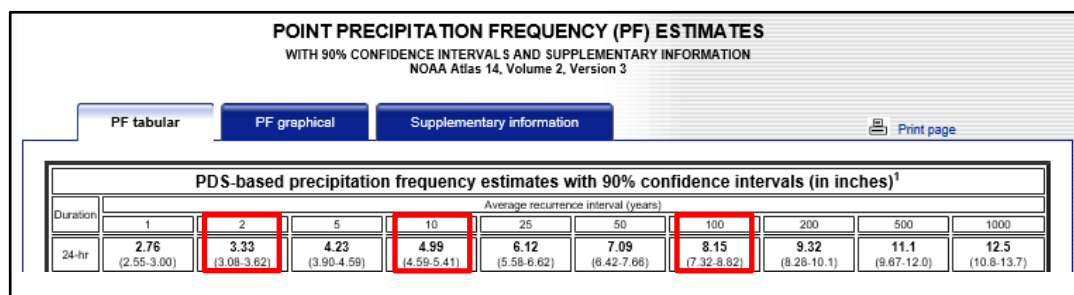 POINT PRECIPITATION FREQUENCY (PF) ESTIMATES
WITH 90% CONFIDENCE INTERVALS AND SUPPLEMENTARY INFORMATION
NOAA Atlas 14, Volume 2, Version 3
PF tabular PF graphical Supplementary information Print page
PDS-based precipitation frequency estimates with 90% confidence intervals (in inches)1
Duration Average recurrence interval (years)
1 2 5 10 25 50 100 200 500 1000
24-hr 2.76 3.33 4.23 4.99 6.12 7.09 8.15 9.32 11.1 12.5
(2.55-3.00) (3.08-3.62) (3.90-4.59) (4.59-5.41) (5.58-6.62) (6.42-7.66) (7.32-8.82) (8.28-10.1) (9.67-12.0) (10.8-13.7)